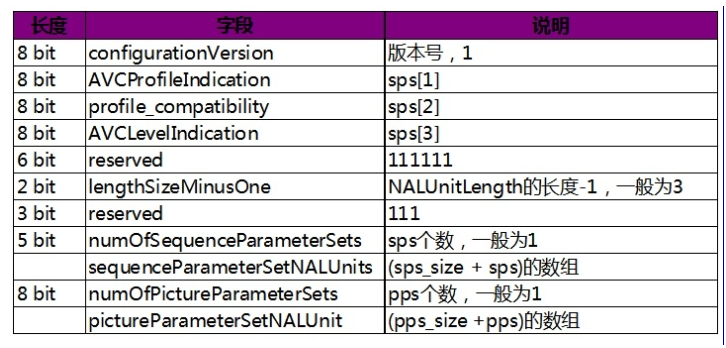 长度 字段 说明
8 bit configurationVersion 版本号，1
8 bit AVCProfileIndication sps[1]
8 bit profile_compatibility sps[2]
8 bit AVCLevelIndication sps[3]
6 bit reserved 111111
2 bit lengthSizeMinusOne NALUnitLength的长度-1，一般为3
3 bit reserved 111
5 bit numOfSequenceParameterSets sps个数，一般为1
sequenceParameterSetNALUnits (sps_size + sps)的数组
8 bit numOfPictureParameterSets pps个数，一般为1
pictureParameterSetNALUnit (pps_size +pps)的数组